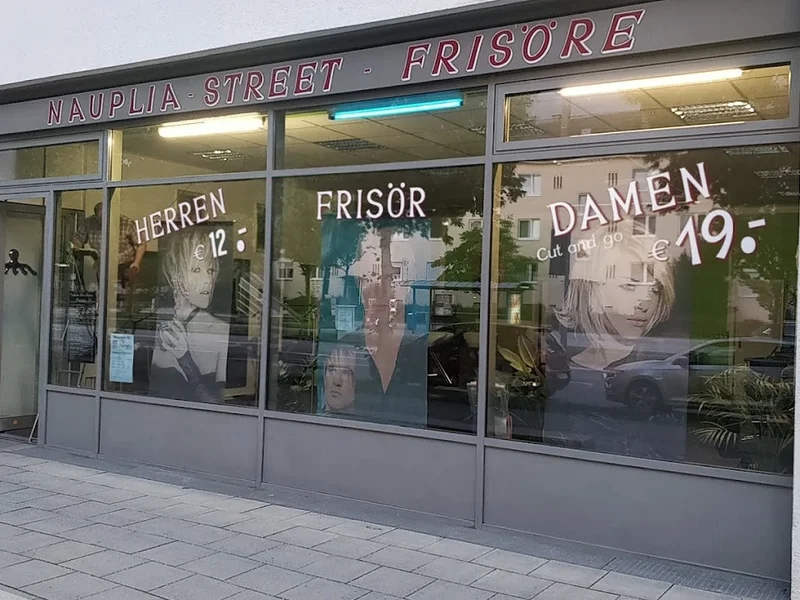 NAUPLIA - STREET - FRISÖRE
HERREN
€ 12.-
FRISÖR
DAMEN
Cut and go
€ 19.-